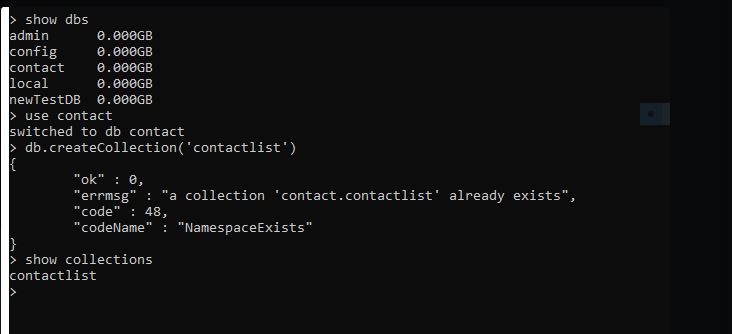 > show dbs
admin      0.000GB
config     0.000GB
contact    0.000GB
local      0.000GB
newTestDB  0.000GB
> use contact
switched to db contact
> db.createCollection('contactlist')
{
        "ok" : 0,
        "errmsg" : "a collection 'contact.contactlist' already exists",
        "code" : 48,
        "codeName" : "NamespaceExists"
}
> show collections
contactlist
>